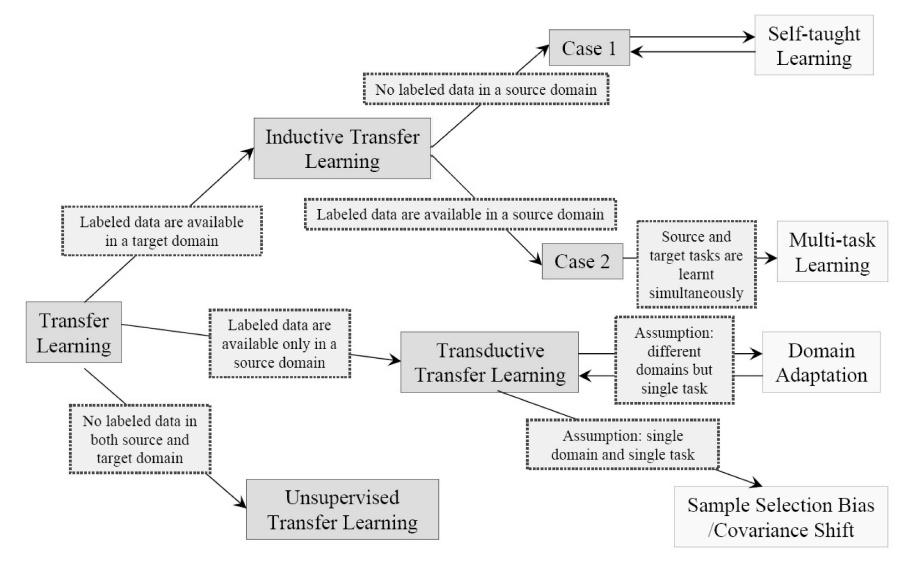 Case 1
Self-taught
Learning
No labeled data in a source domain
Inductive Transfer
Learning
Labeled data are available
in a target domain
Labeled data are available in a source domain
Case 2
Source and
target tasks are
learnt
simultaneously
Multi-task
Learning
Transfer
Learning
Labeled data are
available only in a
source domain
Transductive
Transfer Learning
Assumption:
different
domains but
single task
Domain
Adaptation
No labeled data in
both source and
target domain
Assumption: single
domain and single task
Unsupervised
Transfer Learning
Sample Selection Bias
/Covariance Shift